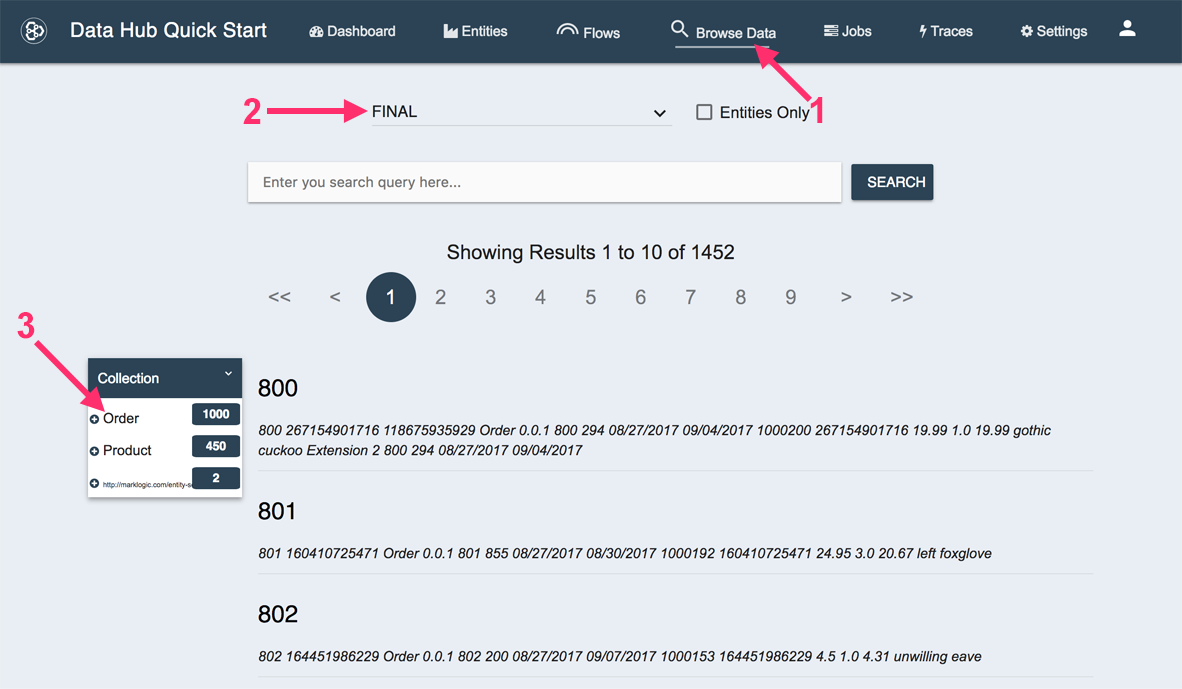 Data Hub Quick Start Dashboard Entities Flows Browse Data Jobs Traces Settings
1
2 FINAL Entities Only
Enter you search query here... SEARCH
Showing Results 1 to 10 of 1452
<< < 1 2 3 4 5 6 7 8 9 > >>
3
Collection
Order 1000
Product 450
http://marklogic.com/entity-s 2
800
800 267154901716 118675935929 Order 0.0.1 800 294 08/27/2017 09/04/2017 1000200 267154901716 19.99 1.0 19.99 gothic
cuckoo Extension 2 800 294 08/27/2017 09/04/2017
801
801 160410725471 Order 0.0.1 801 855 08/27/2017 08/30/2017 1000192 160410725471 24.95 3.0 20.67 left foxglove
802
802 164451986229 Order 0.0.1 802 200 08/27/2017 09/07/2017 1000153 164451986229 4.5 1.0 4.31 unwilling eave